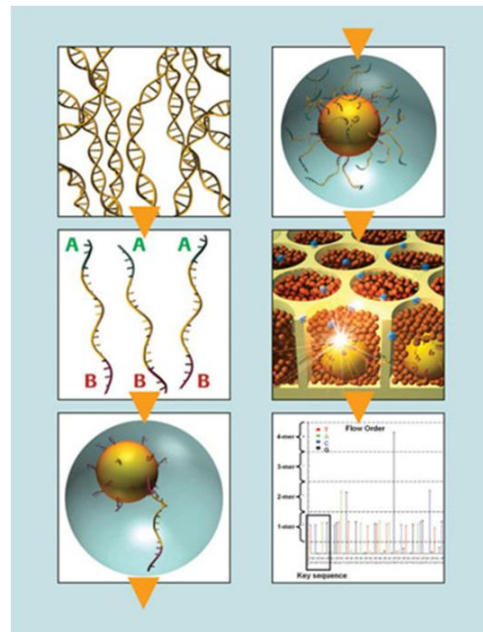 A A A
B B B
Flow Order
T
A
C
G
4-mer
3-mer
2-mer
1-mer
Key sequence